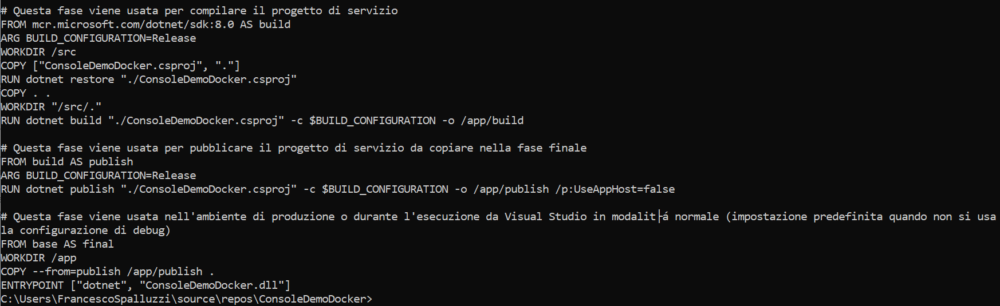 # Questa fase viene usata per compilare il progetto di servizio
FROM mcr.microsoft.com/dotnet/sdk:8.0 AS build
ARG BUILD_CONFIGURATION=Release
WORKDIR /src
COPY ["ConsoleDemoDocker.csproj", "."]
RUN dotnet restore "./ConsoleDemoDocker.csproj"
COPY . .
WORKDIR "/src/."
RUN dotnet build "./ConsoleDemoDocker.csproj" -c $BUILD_CONFIGURATION -o /app/build

# Questa fase viene usata per pubblicare il progetto di servizio da copiare nella fase finale
FROM build AS publish
ARG BUILD_CONFIGURATION=Release
RUN dotnet publish "./ConsoleDemoDocker.csproj" -c $BUILD_CONFIGURATION -o /app/publish /p:UseAppHost=false

# Questa fase viene usata nell'ambiente di produzione o durante l'esecuzione da Visual Studio in modalit├á normale (impostazione predefinita quando non si usa
la configurazione di debug)
FROM base AS final
WORKDIR /app
COPY --from=publish /app/publish .
ENTRYPOINT ["dotnet", "ConsoleDemoDocker.dll"]
C:\Users\FrancescoSpalluzzi\source\repos\ConsoleDemoDocker>